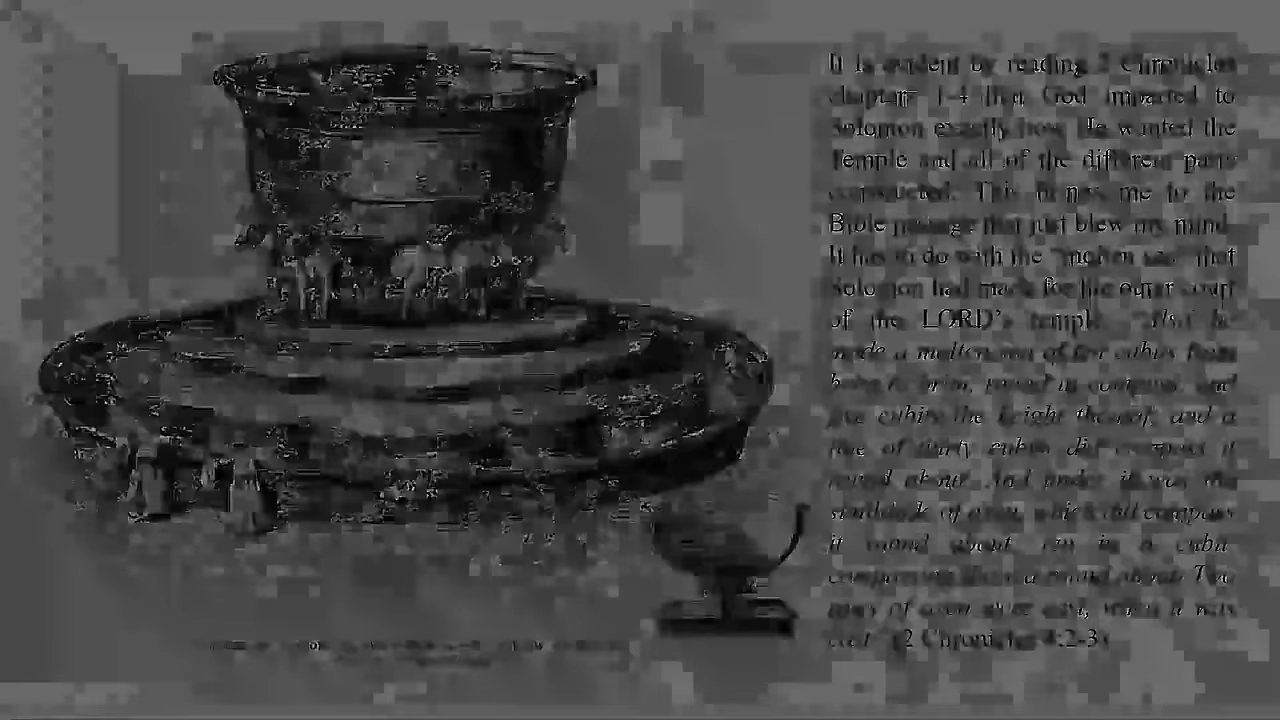 It is evident by reading 2 Chronicles
chapters 1-4 that God imparted to
Solomon exactly how He wanted the
Temple and all of the different parts
constructed. This brings me to the
Bible passage that just blew my mind.
It has to do with the "molten sea" that
Solomon had made for the outer court
of the LORD's temple. "Also he
made a molten sea of ten cubits from
brim to brim, round in compass, and
five cubits the height thereof; and a
line of thirty cubits did compass it
round about. And under it was the
similitude of oxen, which did compass
it round about: ten in a cubit,
compassing the sea round about. Two
rows of oxen were cast, when it was
cast." (2 Chronicles 4:2-3)